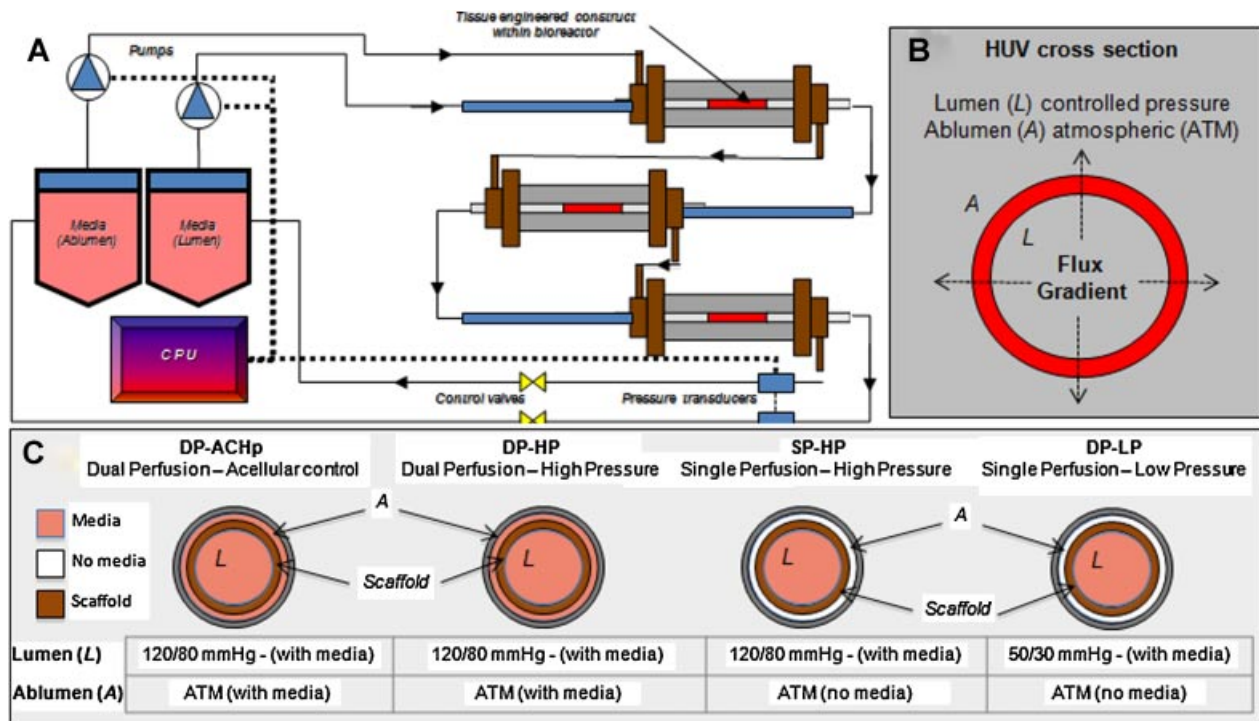 A
Pumps
Tissue engineered construct
within bioreactor
Media
(Ablumen)
Media
(Lumen)
CPU
Control valves
Pressure transducers
B
HUV cross section
Lumen (L) controlled pressure
Ablumen (A) atmospheric (ATM)
A
L
Flux
Gradient
C
DP-ACHp
Dual Perfusion – Acellular control
DP-HP
Dual Perfusion – High Pressure
SP-HP
Single Perfusion – High Pressure
DP-LP
Single Perfusion – Low Pressure
Media
No media
Scaffold
A
A
L
L
L
L
Scaffold
Scaffold
Lumen (L) 120/80 mmHg - (with media) 120/80 mmHg - (with media) 120/80 mmHg - (with media) 50/30 mmHg - (with media)
Ablumen (A) ATM (with media) ATM (with media) ATM (no media) ATM (no media)